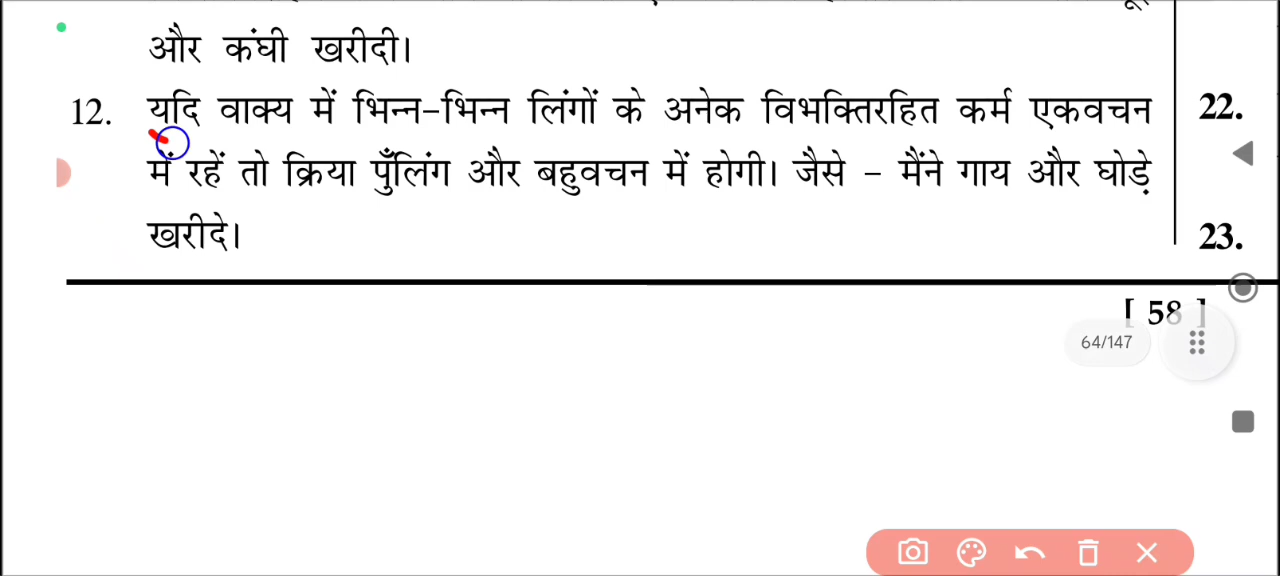 और कंघी खरीदी।
12. यदि वाक्य में भिन्न-भिन्न लिंगों के अनेक विभक्तिरहित कर्म एकवचन
में रहें तो क्रिया पुँलिंग और बहुवचन में होगी। जैसे - मैंने गाय और घोड़े
खरीदे।
22.
23.
[ 58 ]
64/147